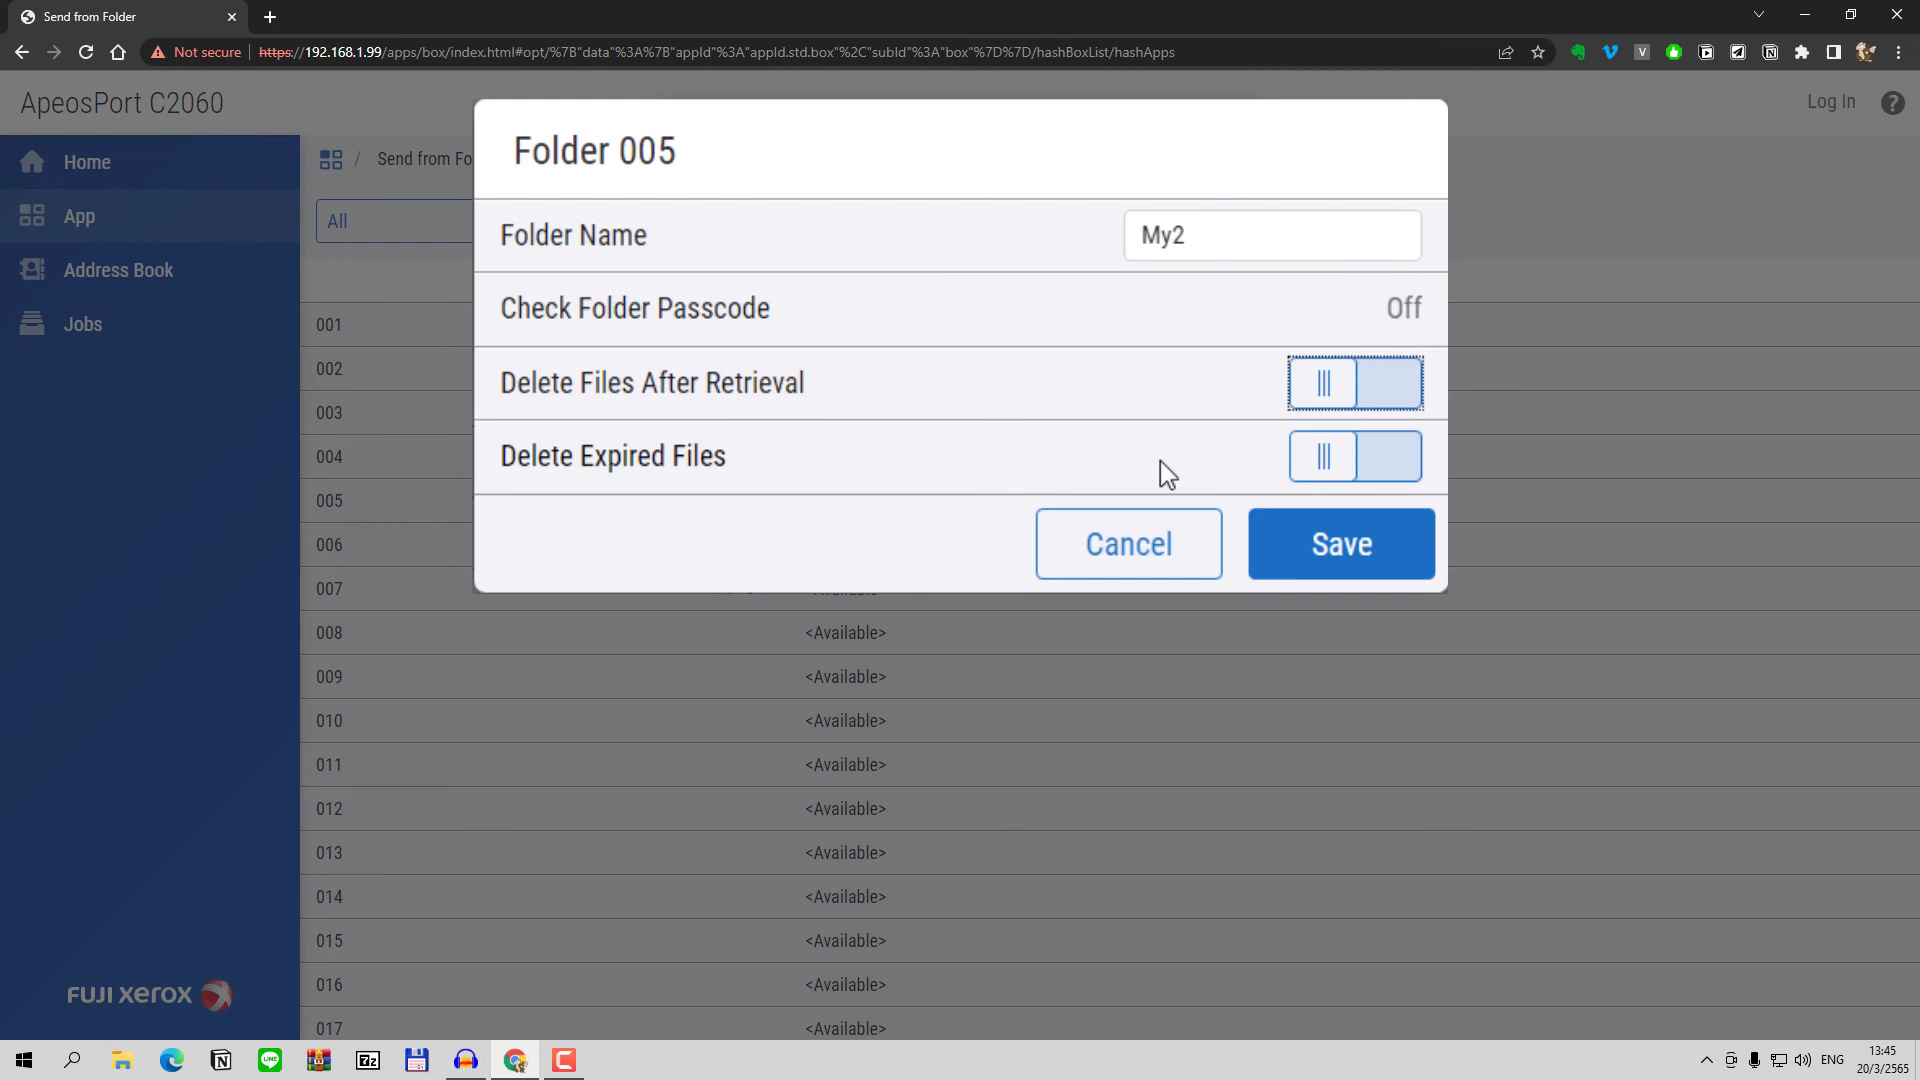 Send from Folder
Not secure
https://192.168.1.99/apps/box/index.html#opt/%7B"data"%3A%7B"appId"%3A"appId.std.box"%2C"subId"%3A"box"%7D%7D/hashBoxList/hashApps
ApeosPort C2060
Log In
?
Home
App
Address Book
Jobs
FUJI xerox
/ Send from Fo
All
Folder 005
Folder Name
My2
Check Folder Passcode
Off
Delete Files After Retrieval
Delete Expired Files
Cancel
Save
001
002
003
004
005
006
007
008 <Available>
009 <Available>
010 <Available>
011 <Available>
012 <Available>
013 <Available>
014 <Available>
015 <Available>
016 <Available>
017 <Available>
7z
ENG
13:45
20/3/2565